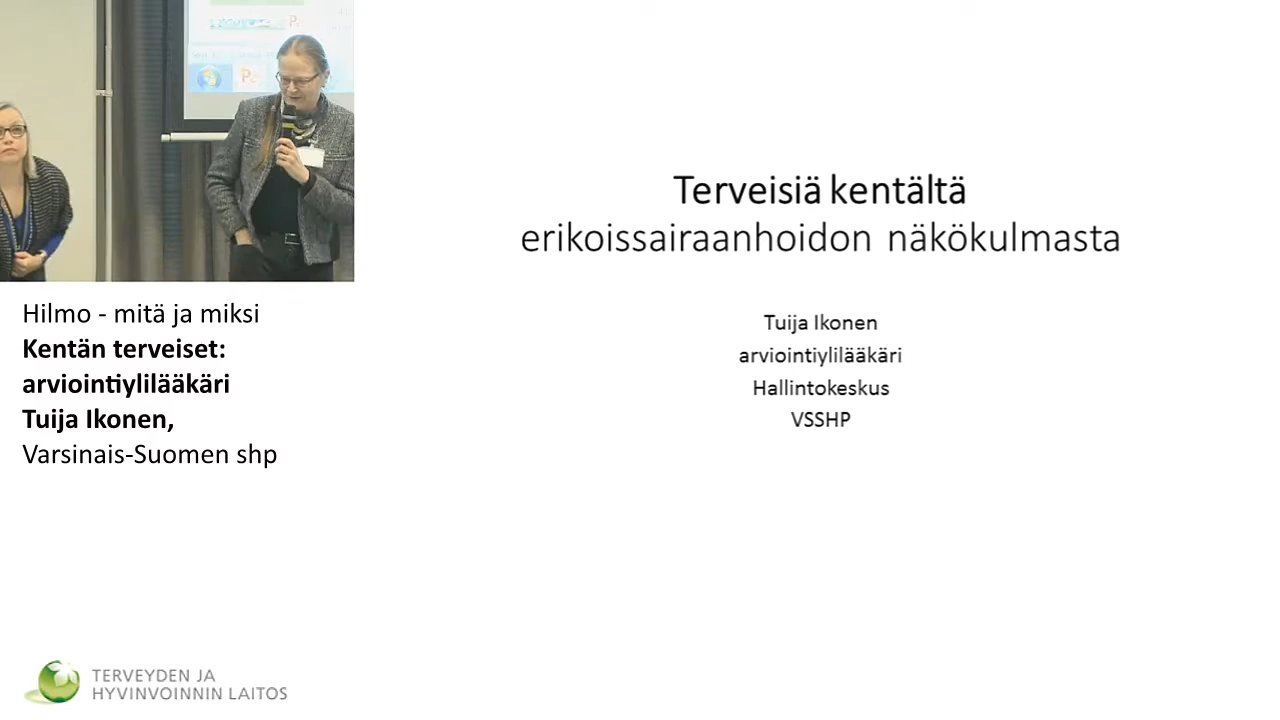 Terveisiä kentältä
erikoissairaanhoidon näkökulmasta
Tuija Ikonen
arviointiylilääkäri
Hallintokeskus
VSSHP
Hilmo - mitä ja miksi
Kentän terveiset:
arviointiylilääkäri
Tuija Ikonen,
Varsinais-Suomen shp
TERVEYDEN JA
HYVINVOINNIN LAITOS